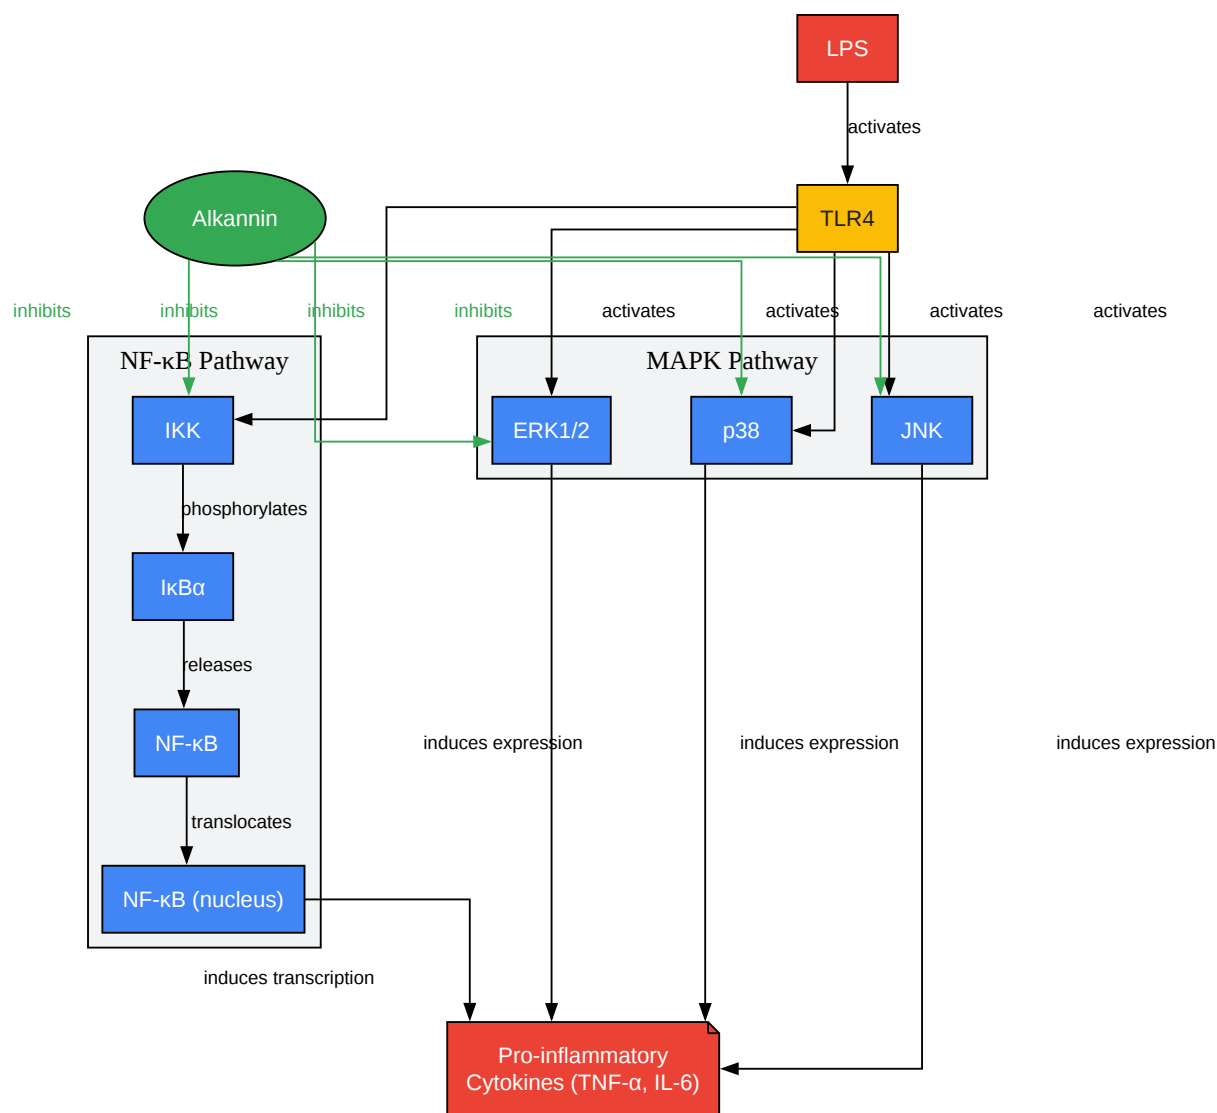 LPS
activates
Alkannin
TLR4
inhibits
inhibits
inhibits
inhibits
activates
activates
activates
activates
NF-κB Pathway
MAPK Pathway
IKK
ERK1/2
p38
JNK
phosphorylates
IκBα
releases
NF-κB
induces expression
induces expression
induces expression
translocates
NF-κB (nucleus)
induces transcription
Pro-inflammatory
Cytokines (TNF-α, IL-6)